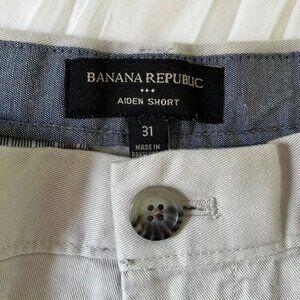 BANANA REPUBLIC
AIDEN SHORT
31
MADE IN